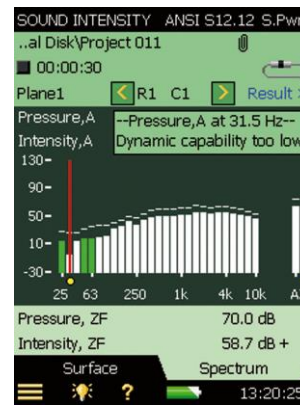 SOUND INTENSITY ANSI S12.12 S.Pwr
..al Disk\Project 011
00:00:30
Plane1 < R1 C1 > Result
Pressure,A
--Pressure,A at 31.5 Hz--
Intensity,A
Dynamic capability too low
130-
90-
50-
10-
-30-
25 63 250 1k 4k 10k A
Pressure, ZF 70.0 dB
Intensity, ZF 58.7 dB +
Surface Spectrum
? 13:20:25